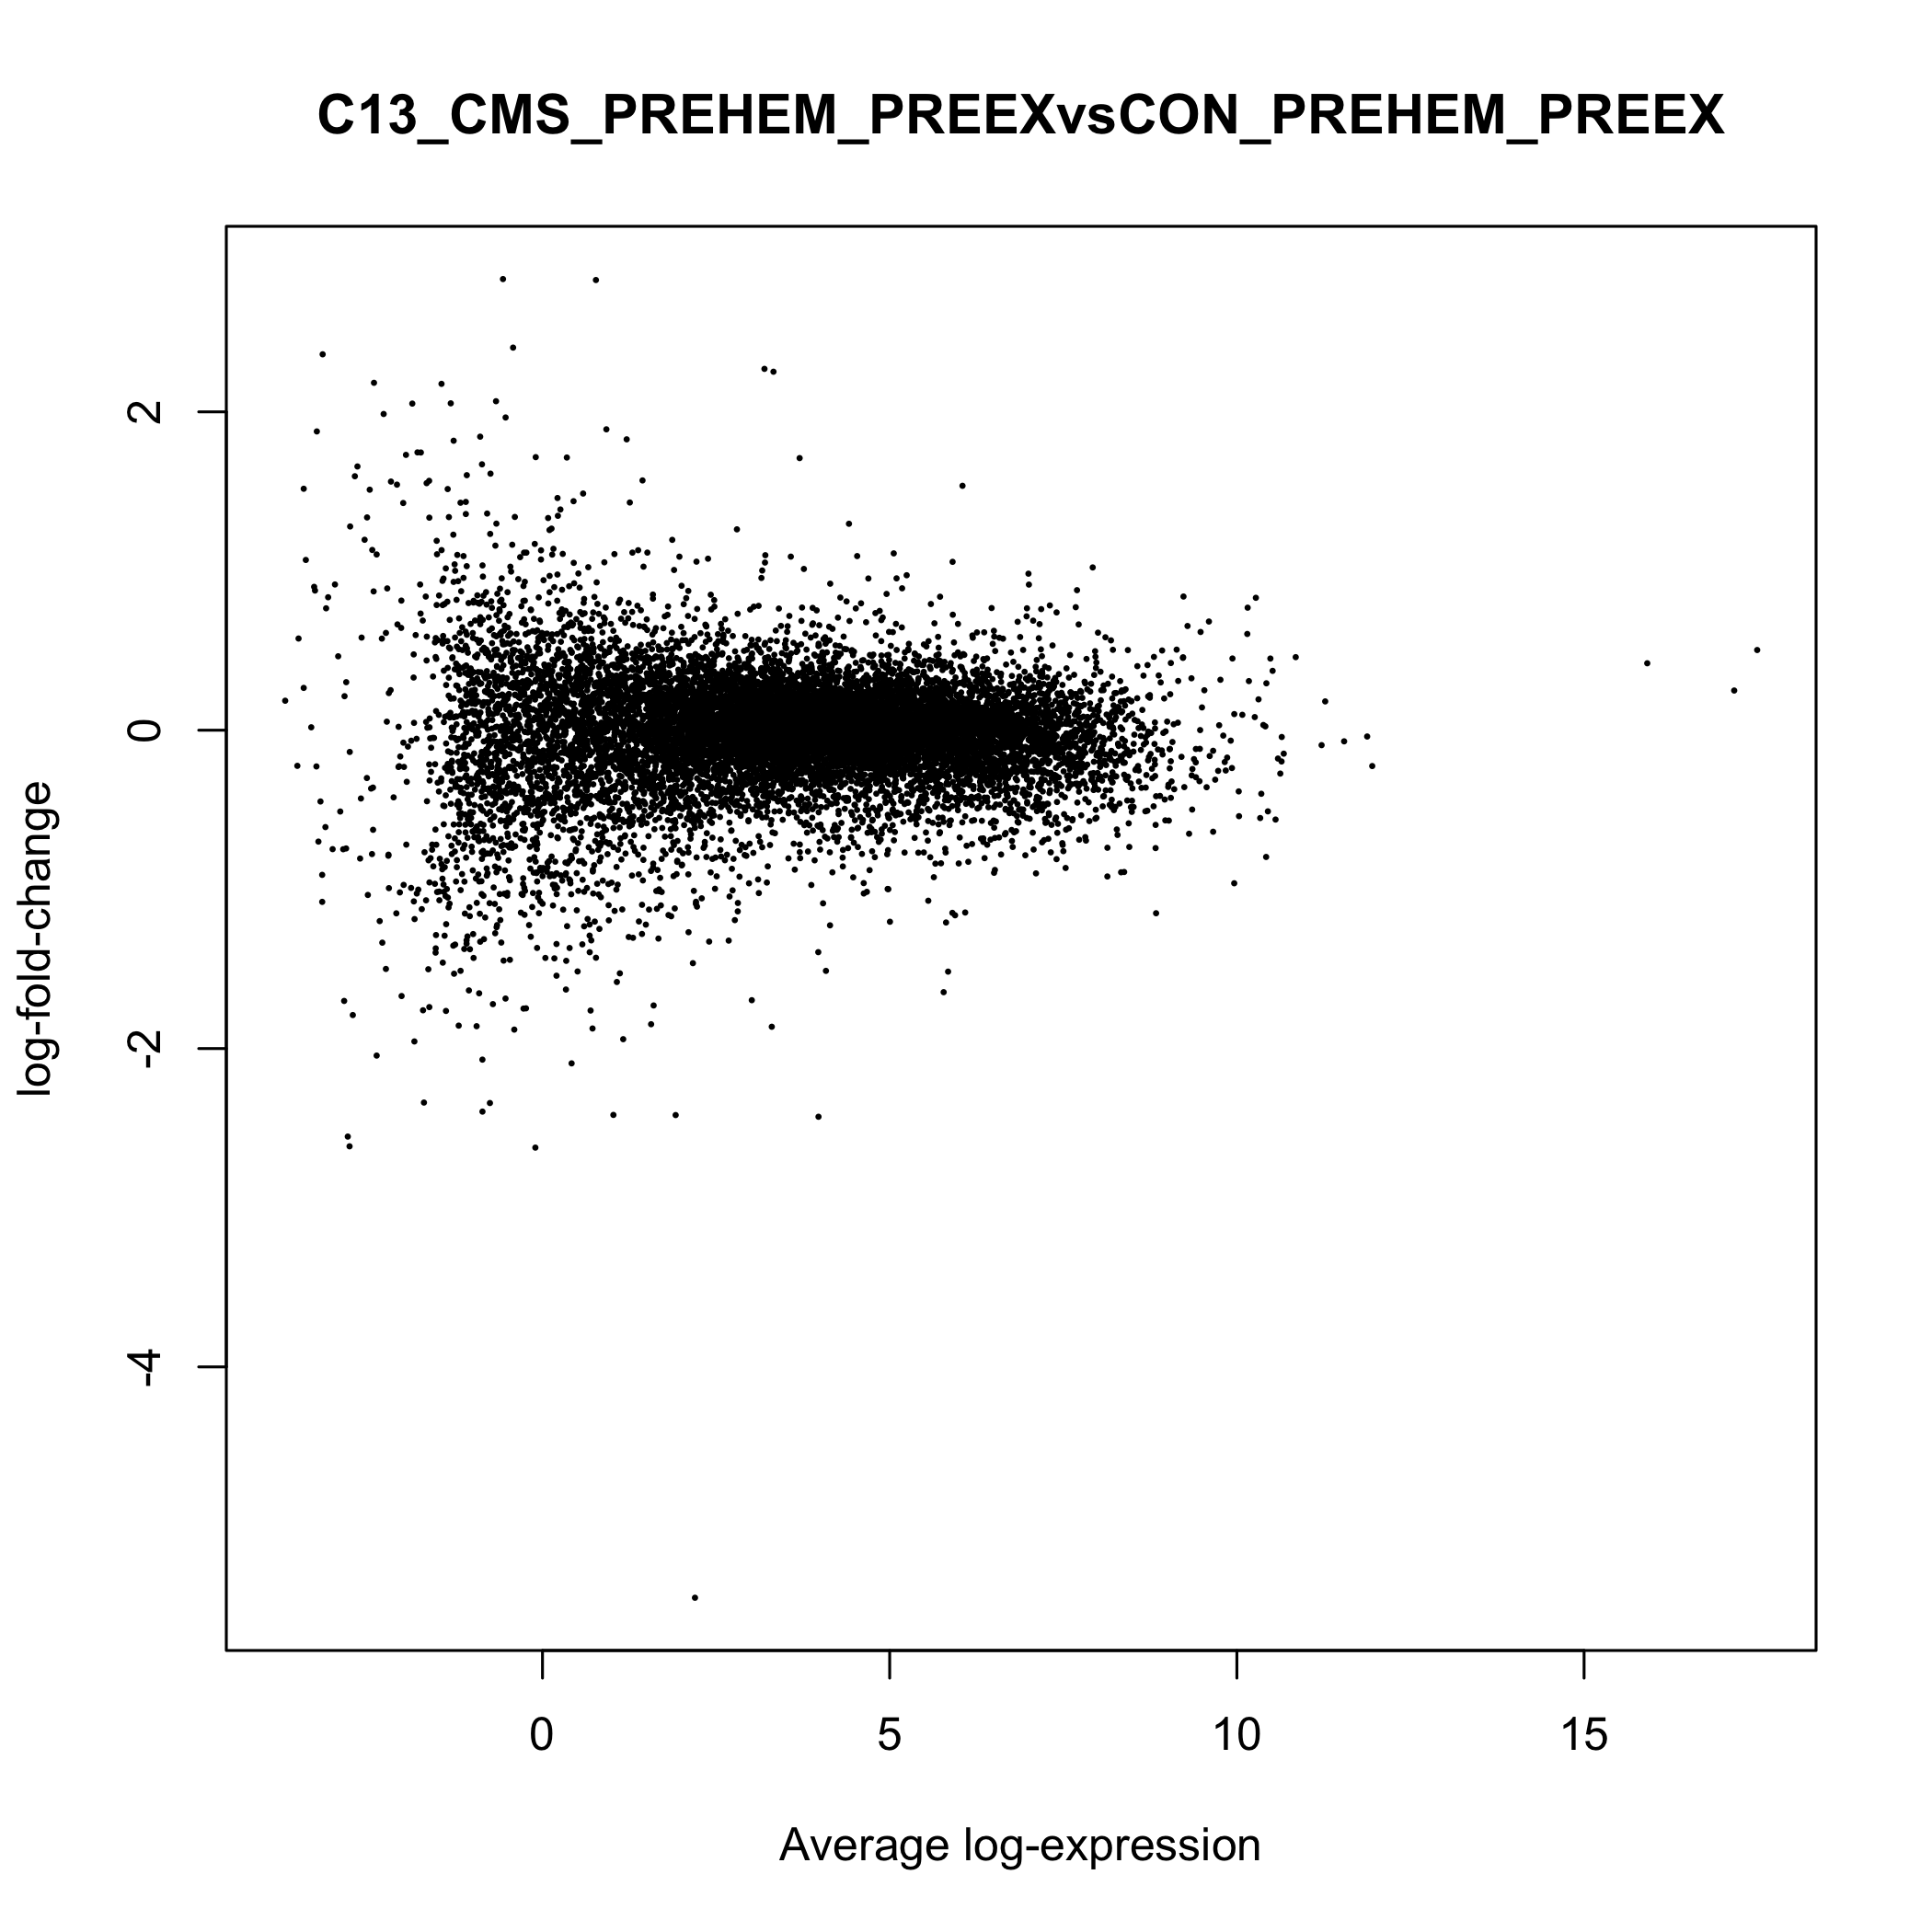 C13_CMS_PREHEM_PREEXvsCON_PREHEM_PREEX
2
0
-2
-4
log-fold-change
0 5 10 15
Average log-expression